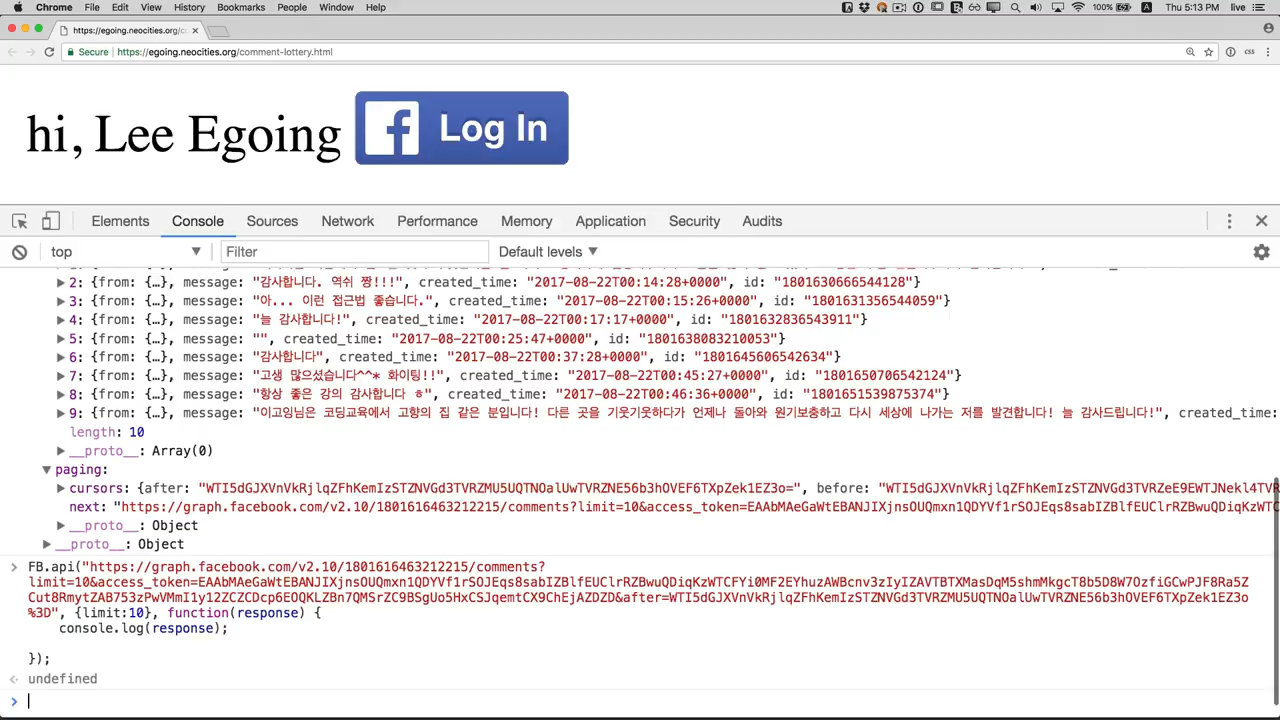 Chrome File Edit View History Bookmarks People Window Help 100% Thu 5:13 PM live
https://egoing.neocities.org/c
Secure https://egoing.neocities.org/comment-lottery.html css
hi, Lee Egoing f Log In
Elements Console Sources Network Performance Memory Application Security Audits
top Filter Default levels
2: {from: {…}, message: "감사합니다. 역쉬 짱!!!", created_time: "2017-08-22T00:14:28+0000", id: "1801630666544128"}
3: {from: {…}, message: "아... 이런 접근법 좋습니다.", created_time: "2017-08-22T00:15:26+0000", id: "1801631356544059"}
4: {from: {…}, message: "늘 감사합니다!", created_time: "2017-08-22T00:17:17+0000", id: "1801632836543911"}
5: {from: {…}, message: "", created_time: "2017-08-22T00:25:47+0000", id: "1801638083210053"}
6: {from: {…}, message: "감사합니다", created_time: "2017-08-22T00:37:28+0000", id: "1801645606542634"}
7: {from: {…}, message: "고생 많으셨습니다^^* 화이팅!!", created_time: "2017-08-22T00:45:27+0000", id: "1801650706542124"}
8: {from: {…}, message: "항상 좋은 강의 감사합니다 ㅎ", created_time: "2017-08-22T00:46:36+0000", id: "1801651539875374"}
9: {from: {…}, message: "이고잉님은 코딩교육에서 고향의 집 같은 분입니다! 다른 곳을 기웃기웃하다가 언제나 돌아와 원기보충하고 다시 세상에 나가는 저를 발견합니다! 늘 감사드립니다!", created_time:
length: 10
__proto__: Array(0)
paging:
cursors: {after: "WTI5dGJXVnVkRjlqZFhKemIzSTZNVGd3TVRZMU5UQTNOalUwTVRZNE56b3hOVEF6TXpZek1EZ3o=", before: "WTI5dGJXVnVkRjlqZFhKemIzSTZNVGd3TVRZeE9EWTJNekl4TVR
next: "https://graph.facebook.com/v2.10/1801616463212215/comments?limit=10&access_token=EAAbMAeGaWtEBANJIXjnsOUQmxn1QDYVf1rSOJEqs8sabIZBlfEUClrRZBwuQDiqKzWTC
__proto__: Object
__proto__: Object
FB.api("https://graph.facebook.com/v2.10/1801616463212215/comments?
limit=10&access_token=EAAbMAeGaWtEBANJIXjnsOUQmxn1QDYVf1rSOJEqs8sabIZBlfEUClrRZBwuQDiqKzWTCFYi0MF2EYhuzAWBcnv3zIyIZAVTBTXMasDqM5shmMkgcT8b5D8W7OzfiGCwPJF8Ra5Z
Cut8RmytZAB753zPwVMmI1y12ZCZCDcp6EOQKLZBn7QMSrZC9BSgUo5HxCSJqemtCX9ChEjAZDZD&after=WTI5dGJXVnVkRjlqZFhKemIzSTZNVGd3TVRZMU5UQTNOalUwTVRZNE56b3hOVEF6TXpZek1EZ3o
%3D", {limit:10}, function(response) {
console.log(response);
});
undefined